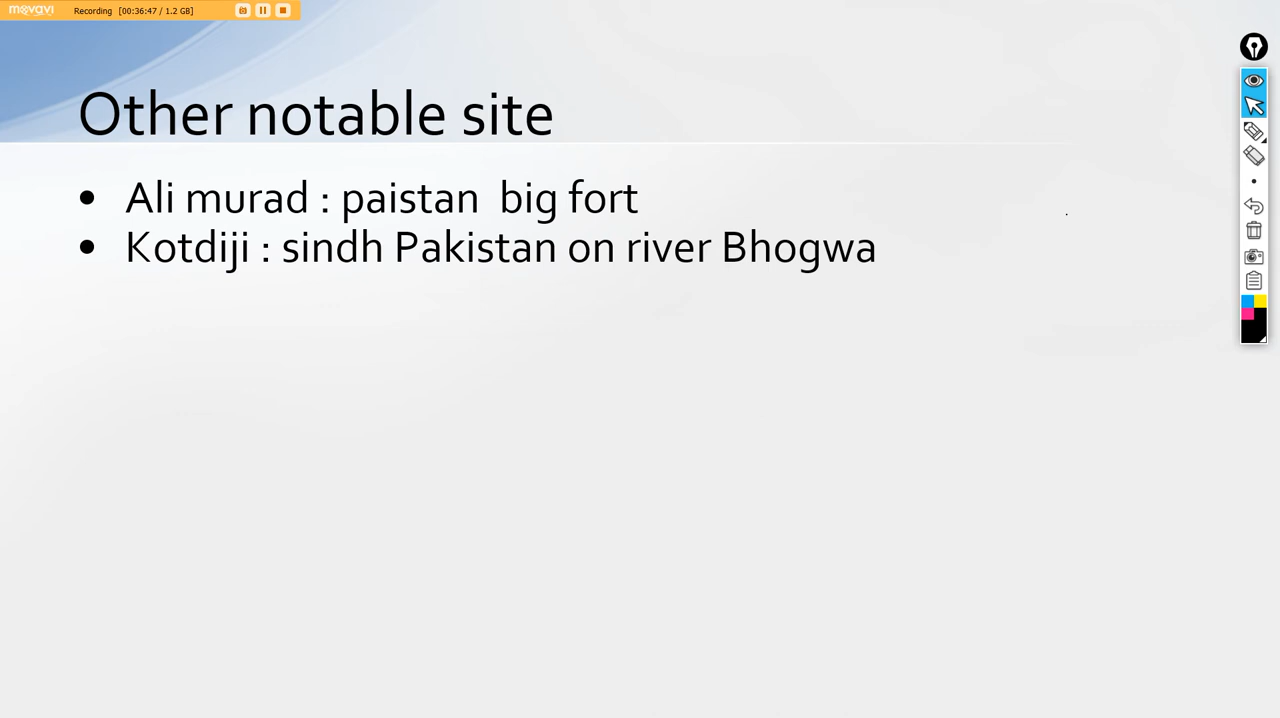 movavi Recording [00:36:47 / 1.2 GB]
Other notable site
• Ali murad : paistan big fort
• Kotdiji : sindh Pakistan on river Bhogwa